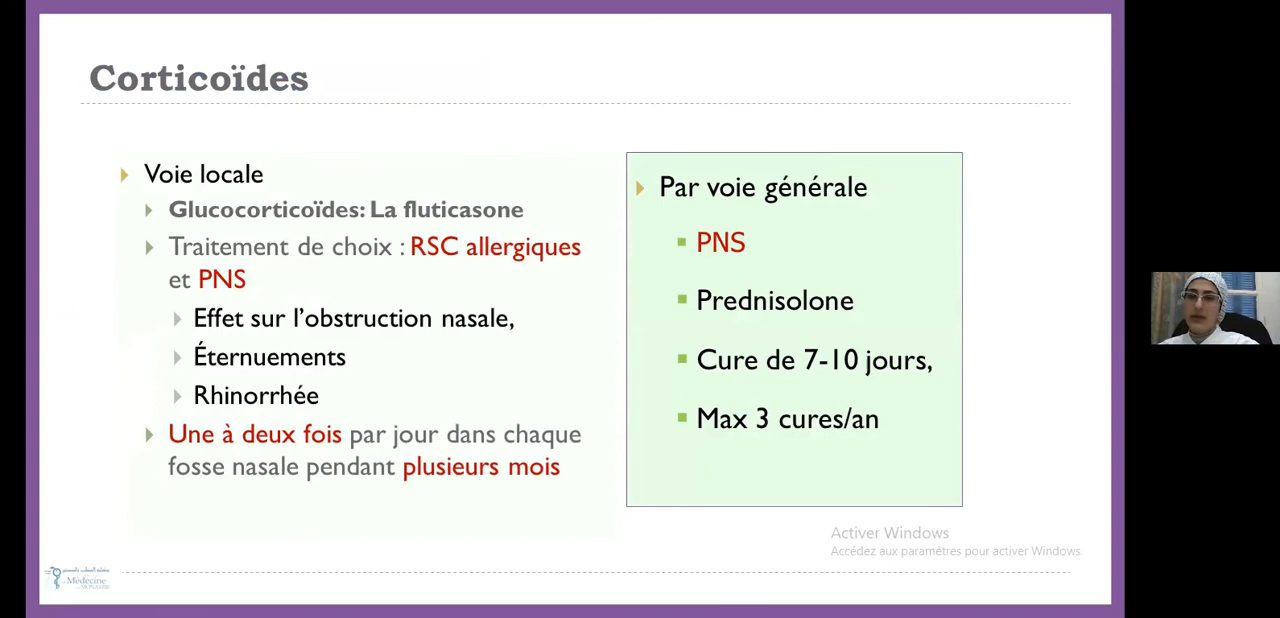 Corticoïdes
Voie locale
Glucocorticoïdes: La fluticasone
Traitement de choix : RSC allergiques
et PNS
Effet sur l'obstruction nasale,
Éternuements
Rhinorrhée
Une à deux fois par jour dans chaque
fosse nasale pendant plusieurs mois
Par voie générale
PNS
Prednisolone
Cure de 7-10 jours,
Max 3 cures/an
Activer Windows
Accédez aux paramètres pour activer Windows.
Médecine